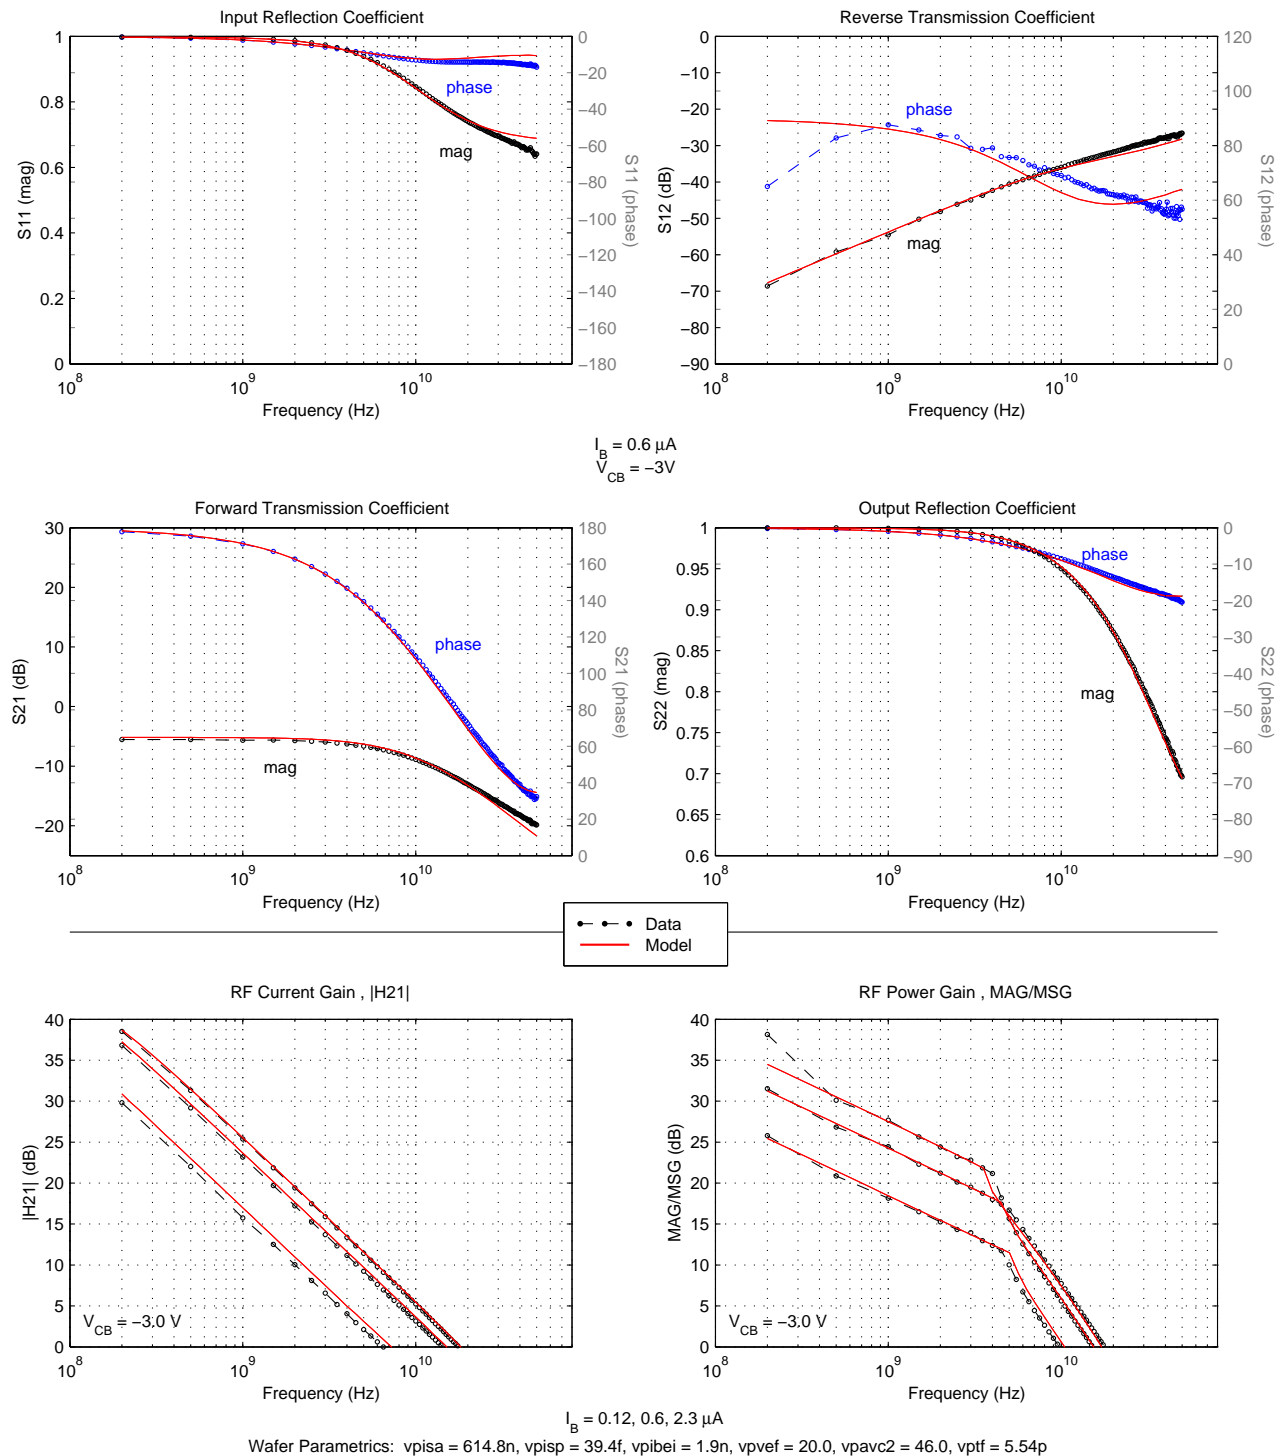 Input Reflection Coefficient
1
0.8
0.6
0.4
0.2
0
S11 (mag)
0
−20
−40
−60
−80
−100
−120
−140
−160
−180
S11 (phase)
phase
mag
10^8
10^9
10^10
Frequency (Hz)
Reverse Transmission Coefficient
0
−10
−20
−30
−40
−50
−60
−70
−80
−90
S12 (dB)
120
100
80
60
40
20
0
S12 (phase)
phase
mag
10^8
10^9
10^10
Frequency (Hz)
I_B = 0.6 μA
V_CB = −3V
Forward Transmission Coefficient
30
20
10
0
−10
−20
S21 (dB)
180
160
140
120
100
80
60
40
20
0
S21 (phase)
phase
mag
10^8
10^9
10^10
Frequency (Hz)
Output Reflection Coefficient
1
0.95
0.9
0.85
0.8
0.75
0.7
0.65
0.6
S22 (mag)
0
−10
−20
−30
−40
−50
−60
−70
−80
−90
S22 (phase)
phase
mag
10^8
10^9
10^10
Frequency (Hz)
Data
Model
RF Current Gain , |H21|
40
35
30
25
20
15
10
5
0
|H21| (dB)
V_CB = −3.0 V
10^8
10^9
10^10
Frequency (Hz)
RF Power Gain , MAG/MSG
40
35
30
25
20
15
10
5
0
MAG/MSG (dB)
V_CB = −3.0 V
10^8
10^9
10^10
Frequency (Hz)
I_B = 0.12, 0.6, 2.3 μA
Wafer Parametrics: vpisa = 614.8n, vpisp = 39.4f, vpibei = 1.9n, vpvef = 20.0, vpavc2 = 46.0, vptf = 5.54p